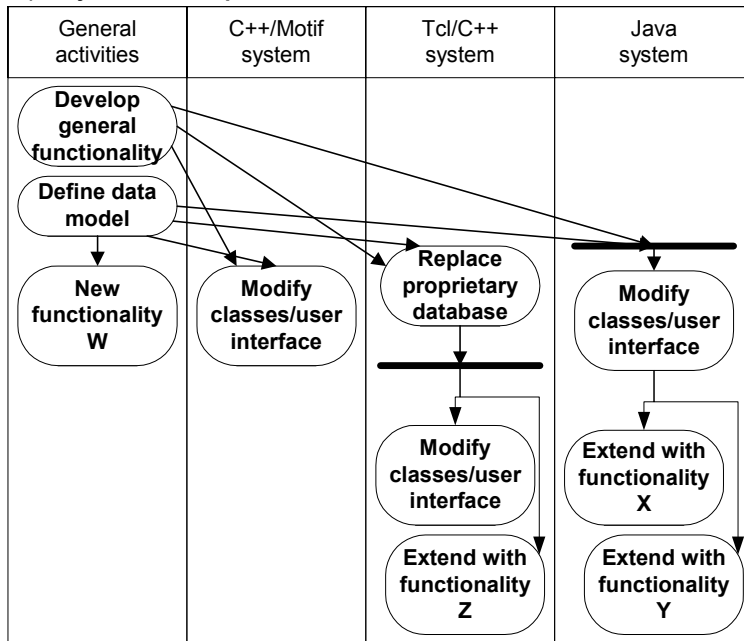 General
activities
C++/Motif
system
Tcl/C++
system
Java
system
Develop
general
functionality
Define data
model
New
functionality
W
Modify
classes/user
interface
Replace
proprietary
database
Modify
classes/user
interface
Modify
classes/user
interface
Extend with
functionality
Z
Extend with
functionality
X
Extend with
functionality
Y